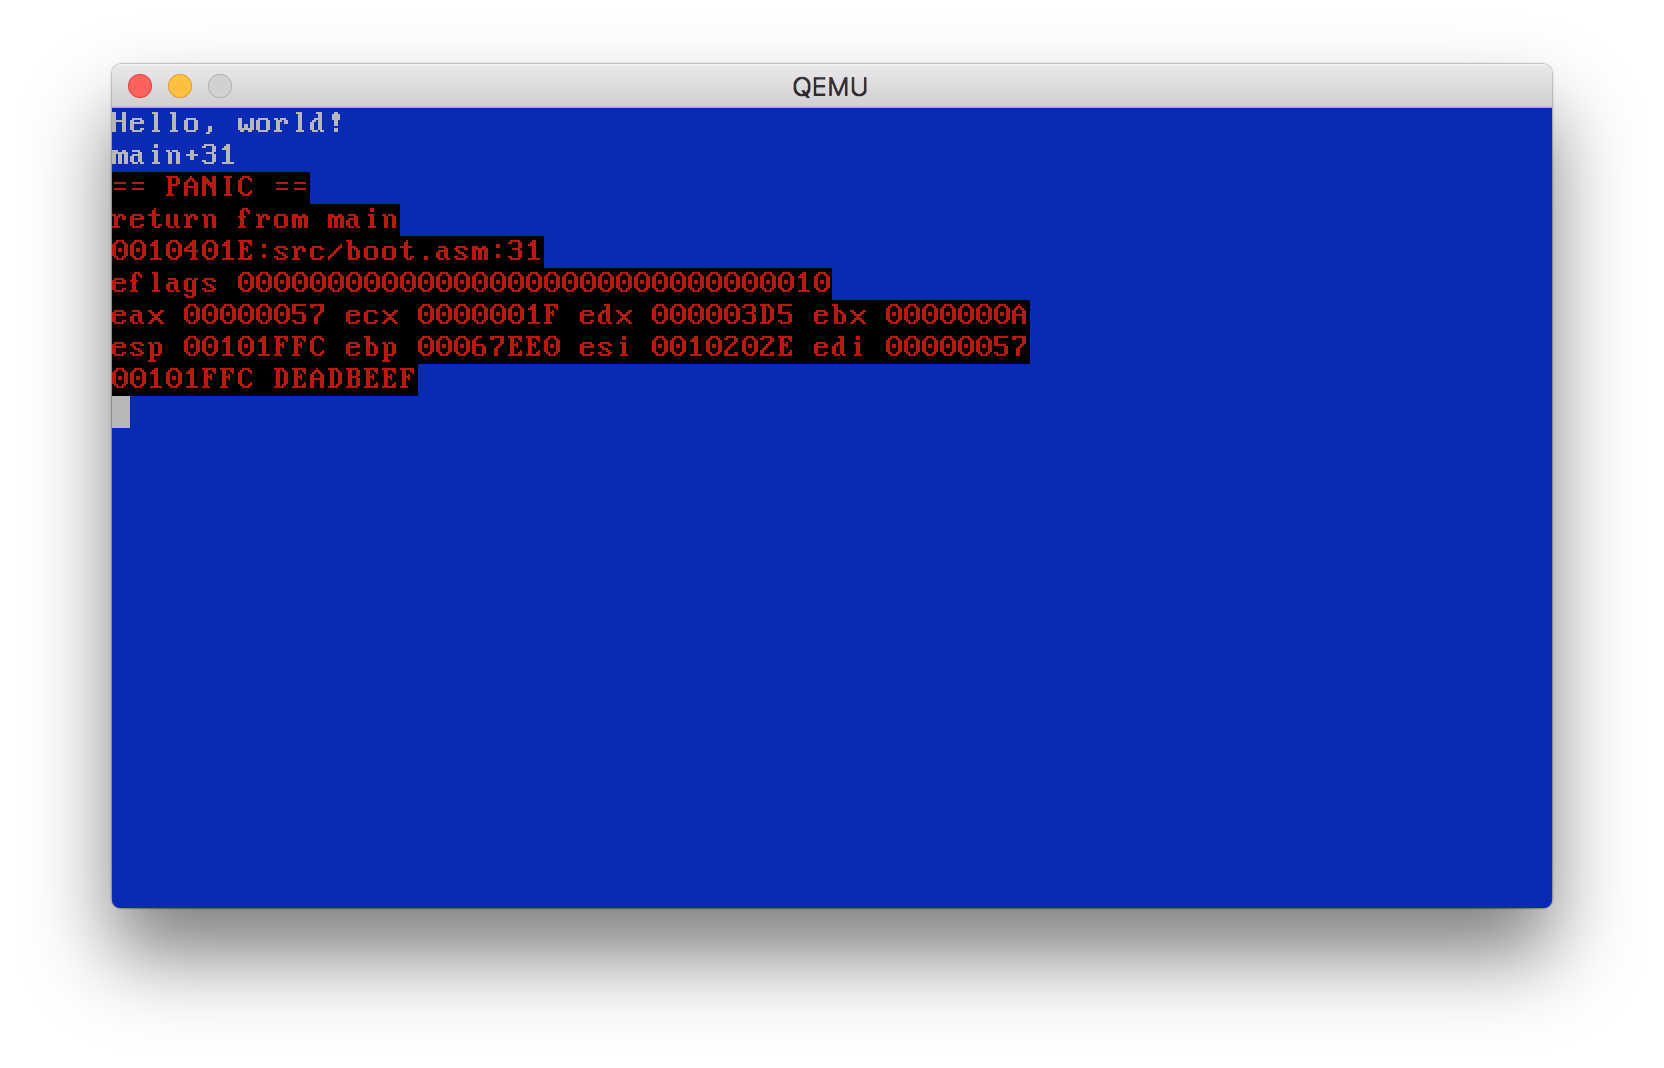 QEMU
Hello, world!
main+31
== PANIC ==
return from main
0010401E:src/boot.asm:31
eflags 000000000000000000000000000000010
eax 00000057 ecx 0000001F edx 000003D5 ebx 0000000A
esp 00101FFC ebp 00067EE0 esi 0010202E edi 00000057
00101FFC DEADBEEF